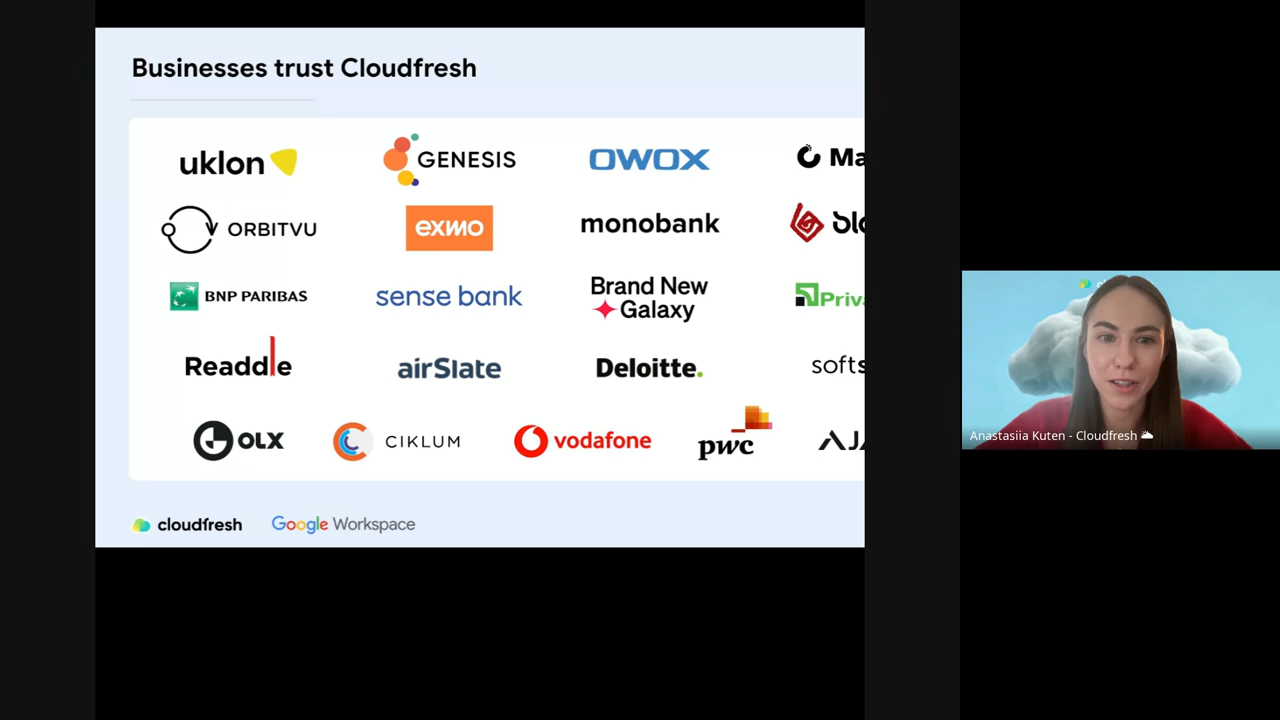 Businesses trust Cloudfresh
uklon
GENESIS
OWOX
ORBITVU
exmo
monobank
BNP PARIBAS
sense bank
Brand New
Galaxy
Readdle
airSlate
Deloitte.
OLX
CIKLUM
vodafone
pwc
cloudfresh
Google Workspace
Anastasiia Kuten - Cloudfresh